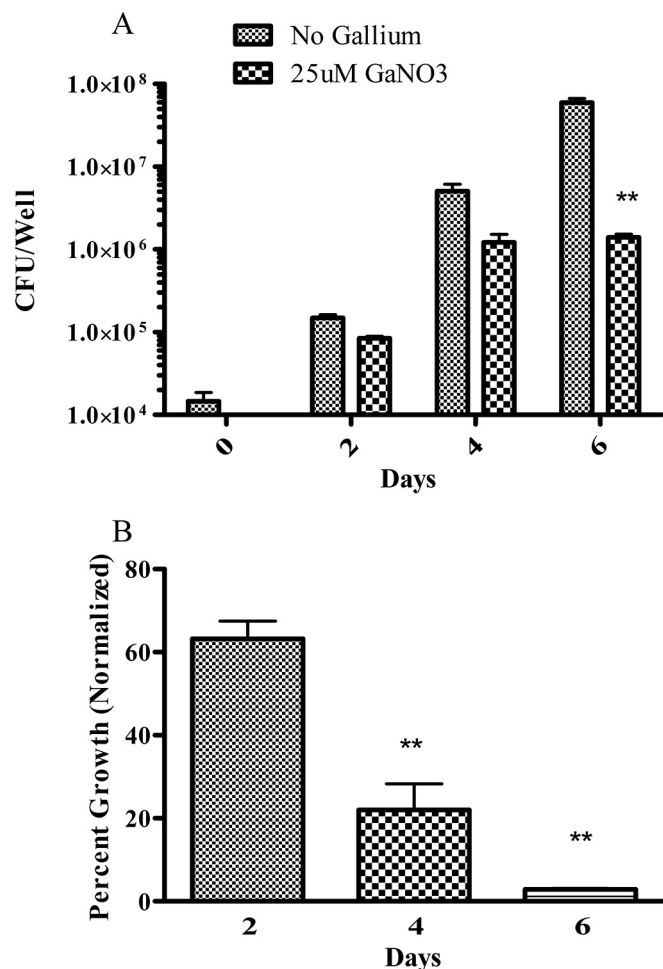 A
No Gallium
25uM GaNO3
1.0×10⁸
1.0×10⁷
1.0×10⁶
1.0×10⁵
1.0×10⁴
CFU/Well
**
0 2 4 6
Days
B
80
60
40
20
0
Percent Growth (Normalized)
**
**
2 4 6
Days